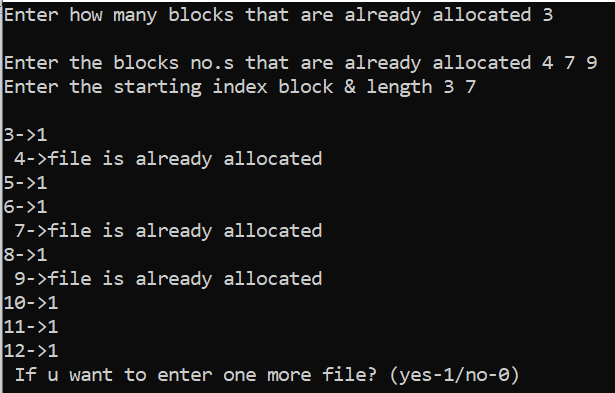 Enter how many blocks that are already allocated 3
Enter the blocks no.s that are already allocated 4 7 9
Enter the starting index block & length 3 7
3->1
4->file is already allocated
5->1
6->1
7->file is already allocated
8->1
9->file is already allocated
10->1
11->1
12->1
If u want to enter one more file? (yes-1/no-0)